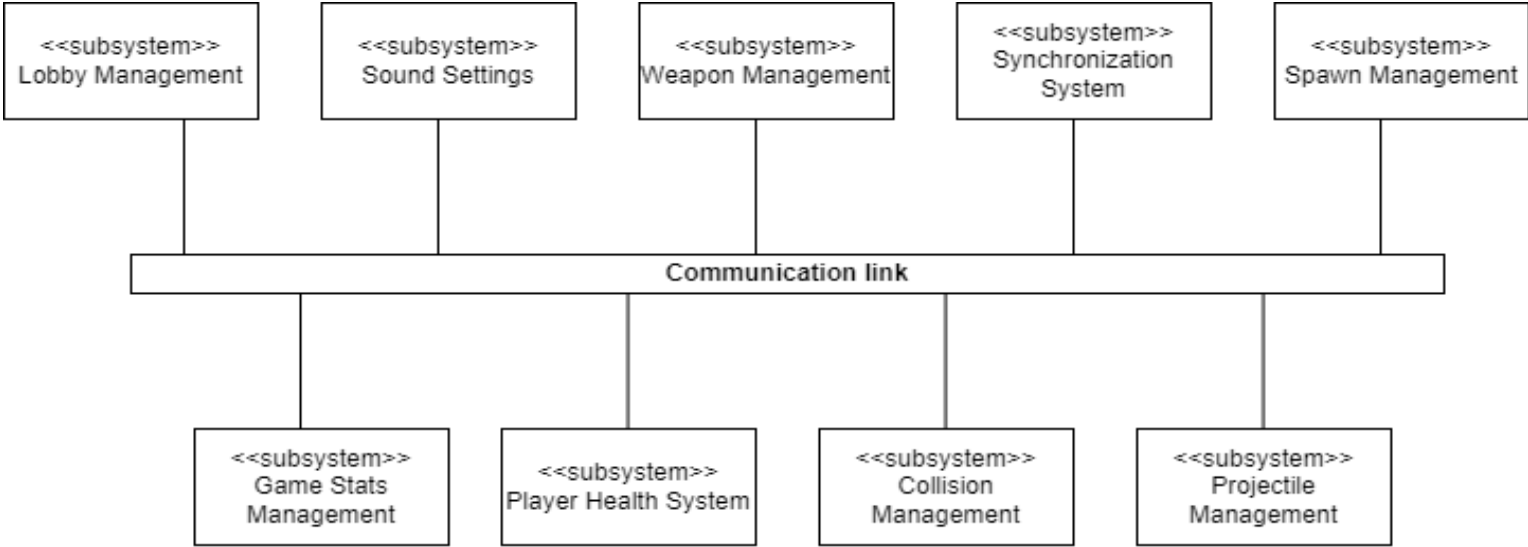 <<subsystem>>
Lobby Management
<<subsystem>>
Sound Settings
<<subsystem>>
Weapon Management
<<subsystem>>
Synchronization
System
<<subsystem>>
Spawn Management
Communication link
<<subsystem>>
Game Stats
Management
<<subsystem>>
Player Health System
<<subsystem>>
Collision
Management
<<subsystem>>
Projectile
Management